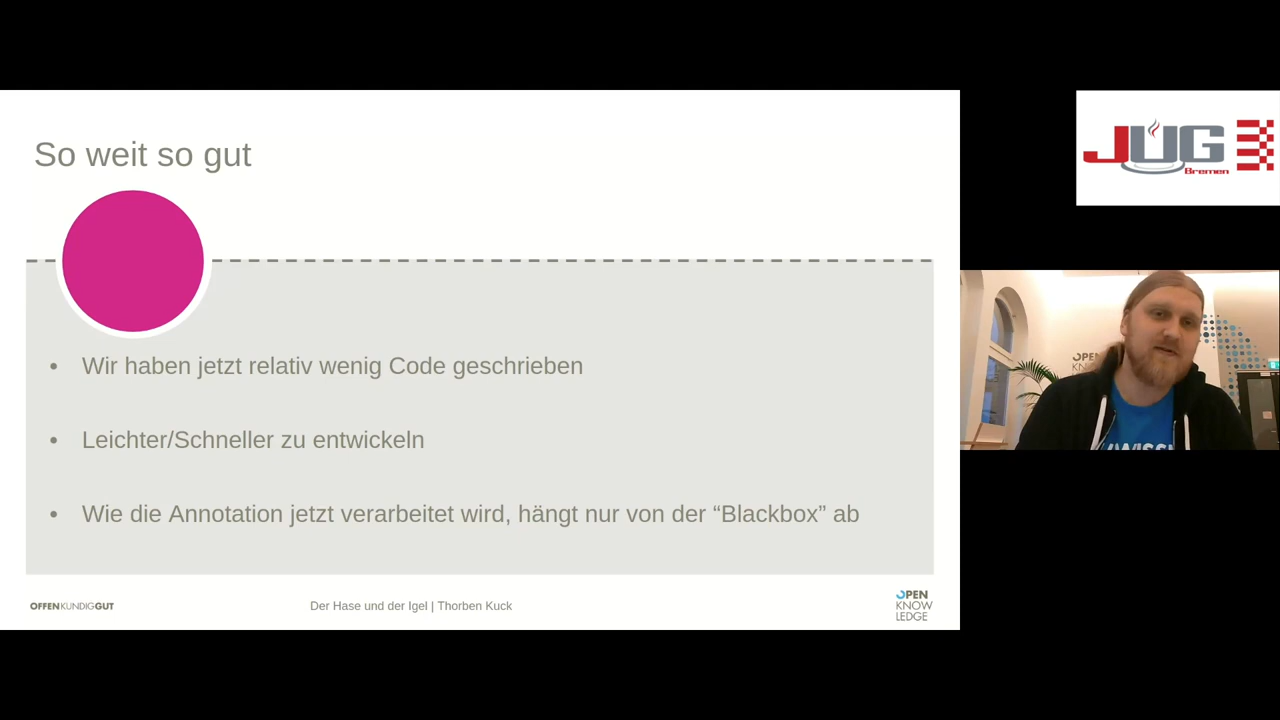 So weit so gut
• Wir haben jetzt relativ wenig Code geschrieben
• Leichter/Schneller zu entwickeln
• Wie die Annotation jetzt verarbeitet wird, hängt nur von der “Blackbox” ab
OFFENKUNDIGGUT
Der Hase und der Igel | Thorben Kuck
OPEN
KNOW
LEDGE
JUG
Bremen
OPEN